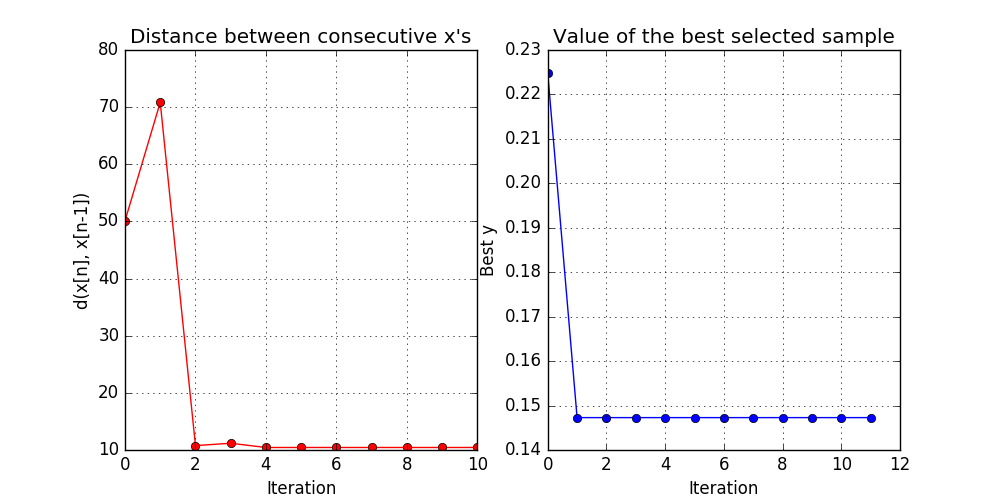 Distance between consecutive x's
80
70
60
50
40
30
20
10
d(x[n], x[n-1])
0 2 4 6 8 10
Iteration
Value of the best selected sample
0.23
0.22
0.21
0.20
0.19
0.18
0.17
0.16
0.15
0.14
Best y
0 2 4 6 8 10 12
Iteration